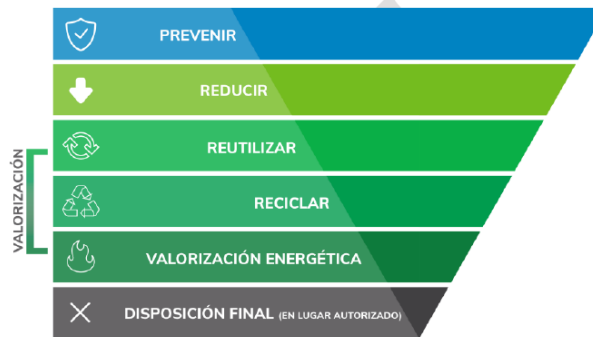 PREVENIR
REDUCIR
REUTILIZAR
RECICLAR
VALORIZACIÓN ENERGÉTICA
DISPOSICIÓN FINAL (EN LUGAR AUTORIZADO)
VALORIZACIÓN